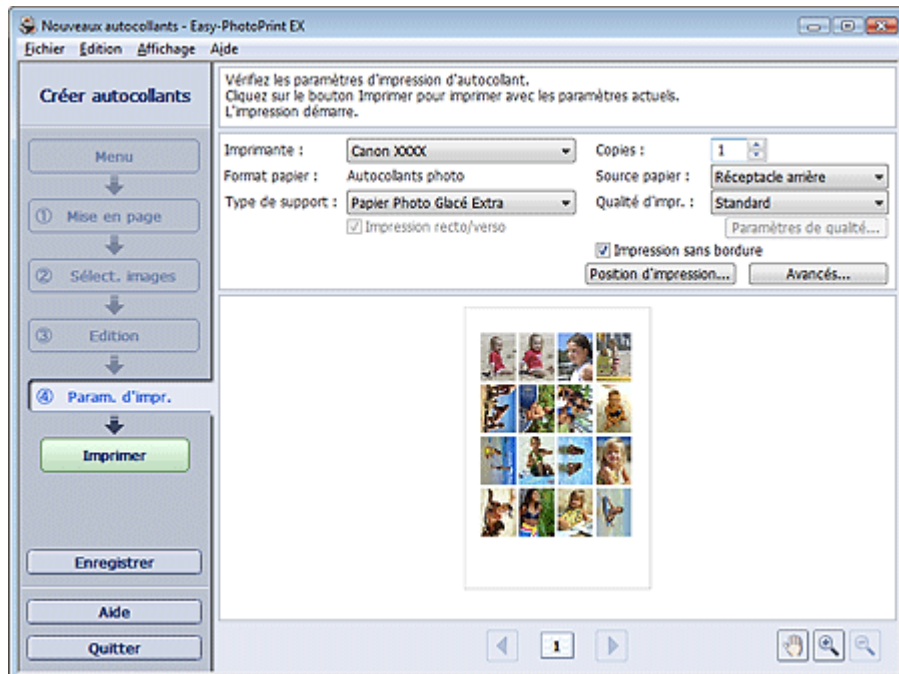 Nouveaux autocollants - Easy-PhotoPrint EX
Fichier Edition Affichage Aide
Créer autocollants
Menu
① Mise en page
② Sélect. images
③ Edition
④ Param. d'impr.
Imprimer
Enregistrer
Aide
Quitter
Vérifiez les paramètres d'impression d'autocollant.
Cliquez sur le bouton Imprimer pour imprimer avec les paramètres actuels.
L'impression démarre.
Imprimante : Canon XXXX
Format papier : Autocollants photo
Type de support : Papier Photo Glacé Extra
Impression recto/verso
Copies : 1
Source papier : Réceptacle arrière
Qualité d'impr. : Standard
Paramètres de qualité...
Impression sans bordure
Position d'impression... Avancés...
1